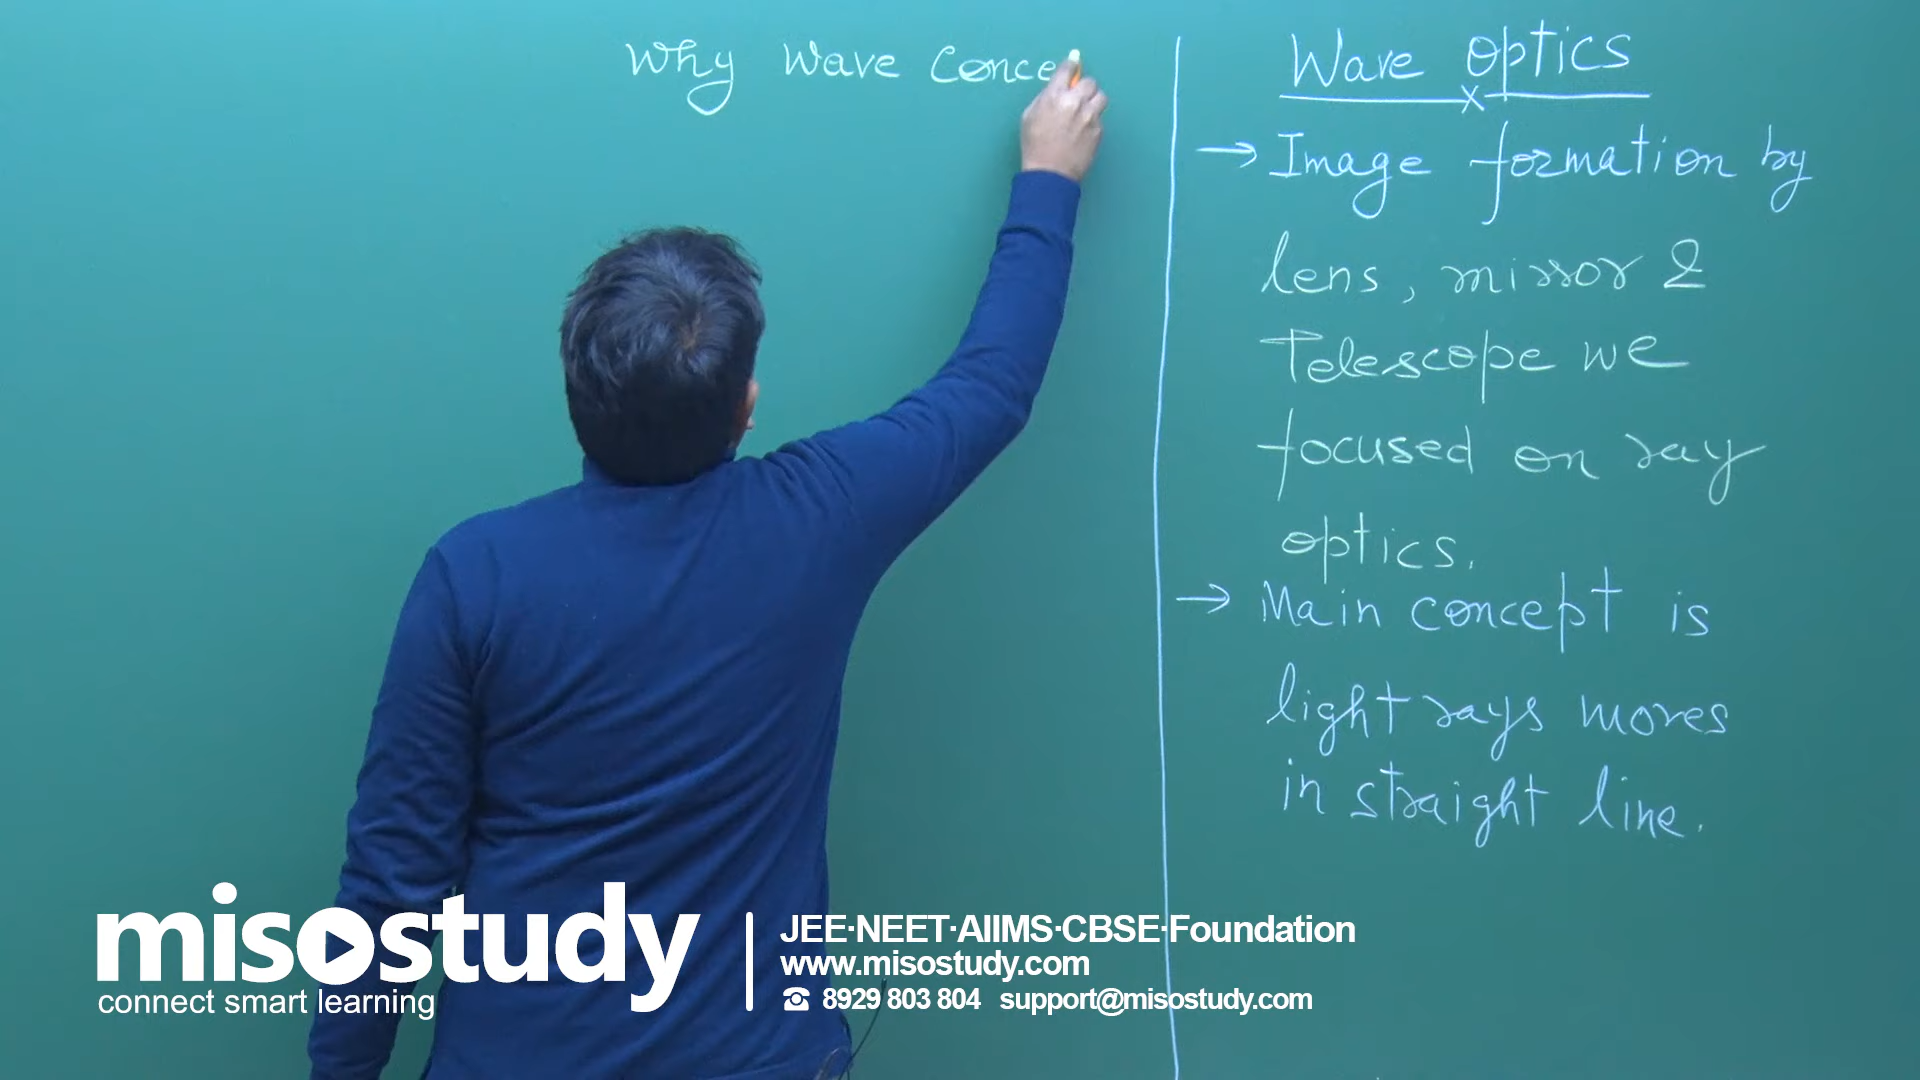 Why Wave Conce
Wave Optics
→ Image formation by
lens, mirror &
Telescope we
focused on ray
optics.
→ Main concept is
light rays moves
in straight line.
misostudy
connect smart learning
JEE·NEET·AIIMS·CBSE·Foundation
www.misostudy.com
☎ 8929 803 804 support@misostudy.com